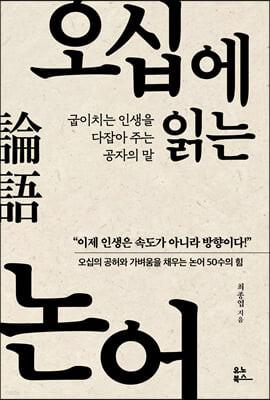 오십에
읽는
굽이치는 인생을
다잡아 주는
공자의 말
論語
“이제 인생은 속도가 아니라 방향이다!”
오십의 공허와 가벼움을 채우는 논어 50수의 힘
논어
최종엽 지음
유노
북스